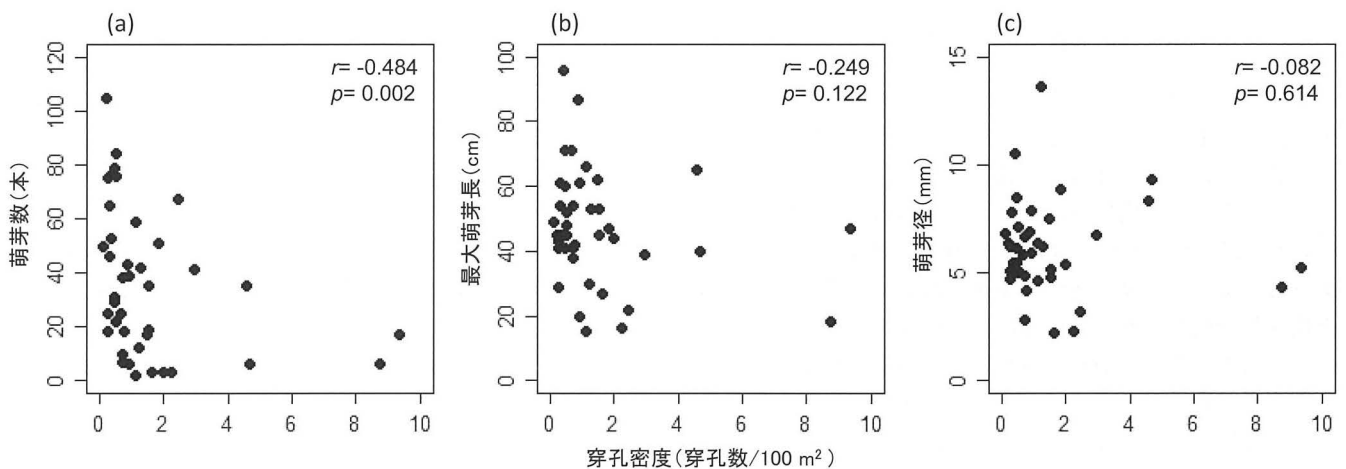 (a)
r= -0.484
p= 0.002
萌芽数(本)
120
100
80
60
40
20
0
0 2 4 6 8 10
(b)
r= -0.249
p= 0.122
最大萌芽長(cm)
100
80
60
40
20
0
0 2 4 6 8 10
(c)
r= -0.082
p= 0.614
萌芽径(mm)
15
10
5
0
0 2 4 6 8 10
穿孔密度(穿孔数/100 m²)